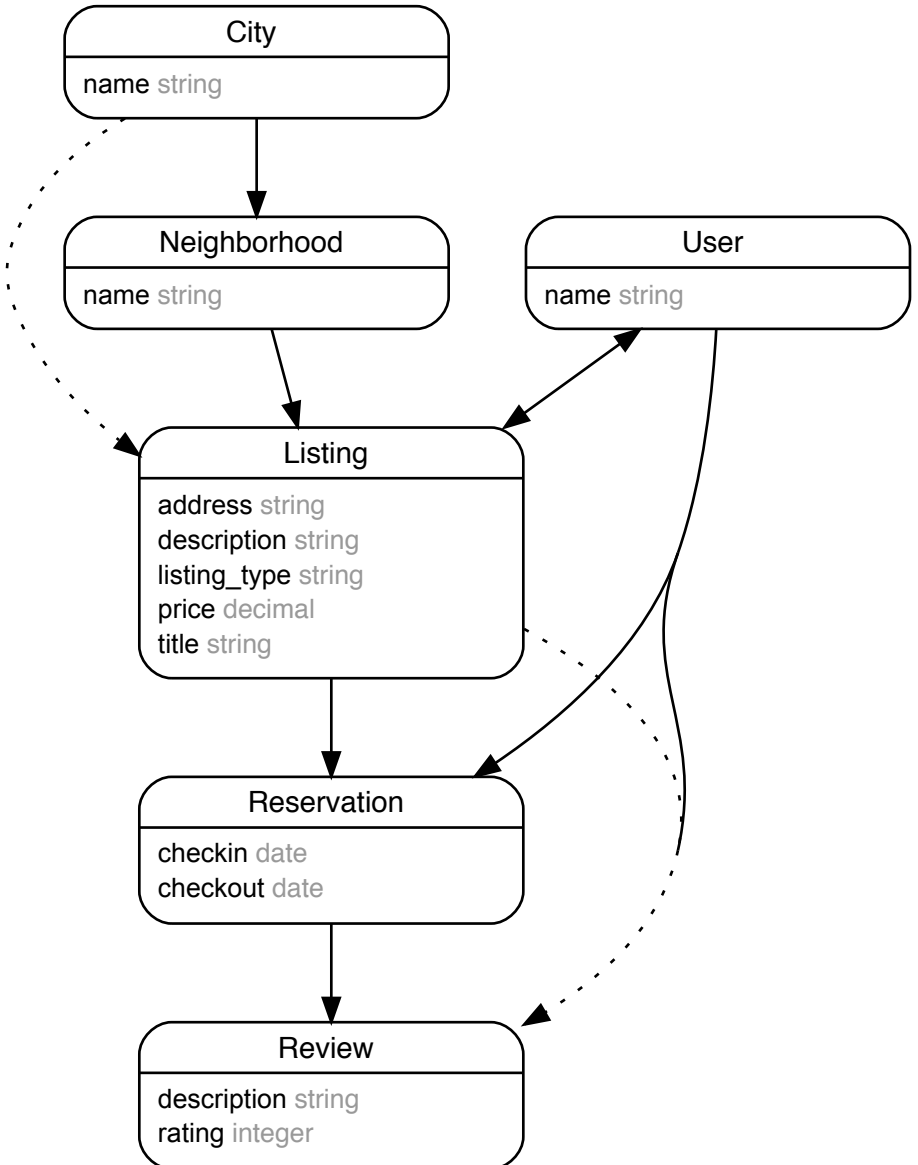 City
name string
Neighborhood
name string
User
name string
Listing
address string
description string
listing_type string
price decimal
title string
Reservation
checkin date
checkout date
Review
description string
rating integer